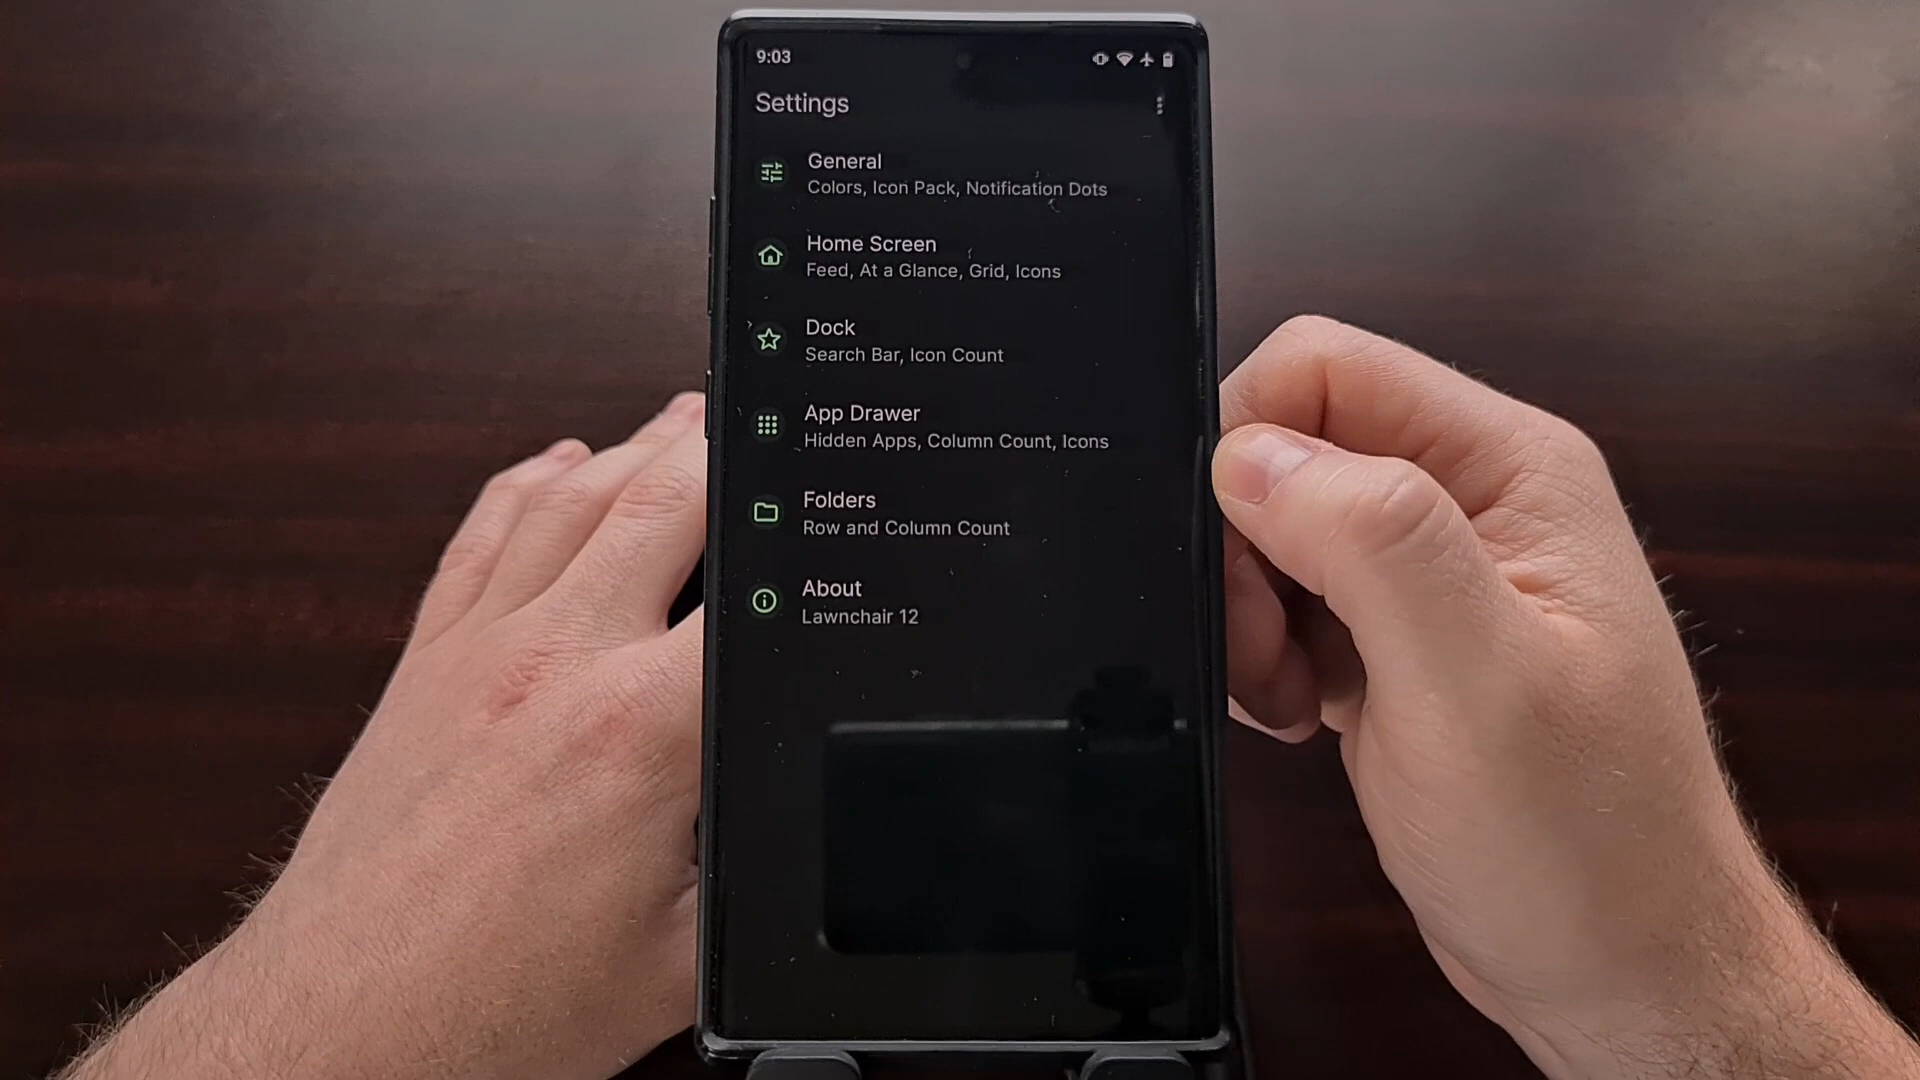 9:03
Settings
General
Colors, Icon Pack, Notification Dots
Home Screen
Feed, At a Glance, Grid, Icons
Dock
Search Bar, Icon Count
App Drawer
Hidden Apps, Column Count, Icons
Folders
Row and Column Count
About
Lawnchair 12